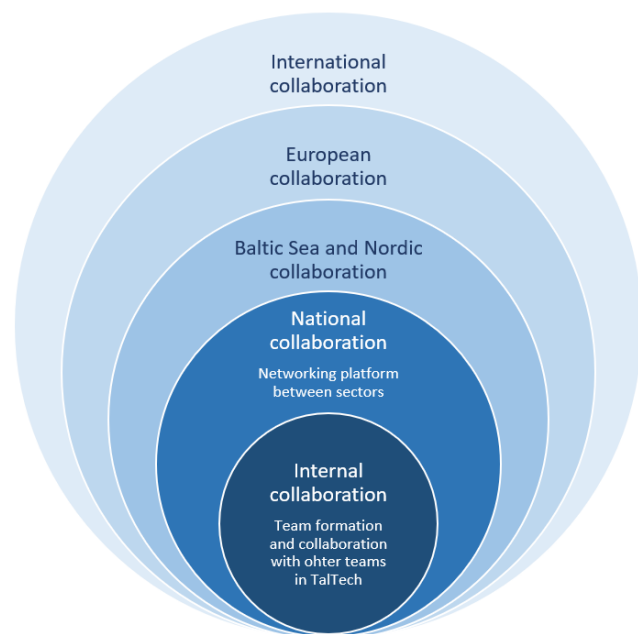 International
collaboration
European
collaboration
Baltic Sea and Nordic
collaboration
National
collaboration
Networking platform
between sectors
Internal
collaboration
Team formation
and collaboration
with ohter teams
in TalTech